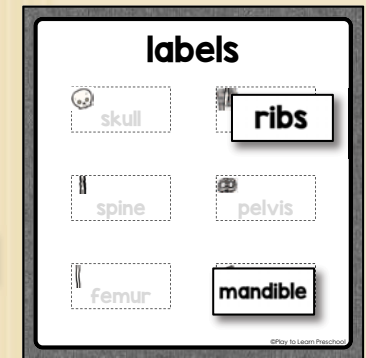 labels
skull
ribs
spine
pelvis
femur
mandible
©Play to Learn Preschool